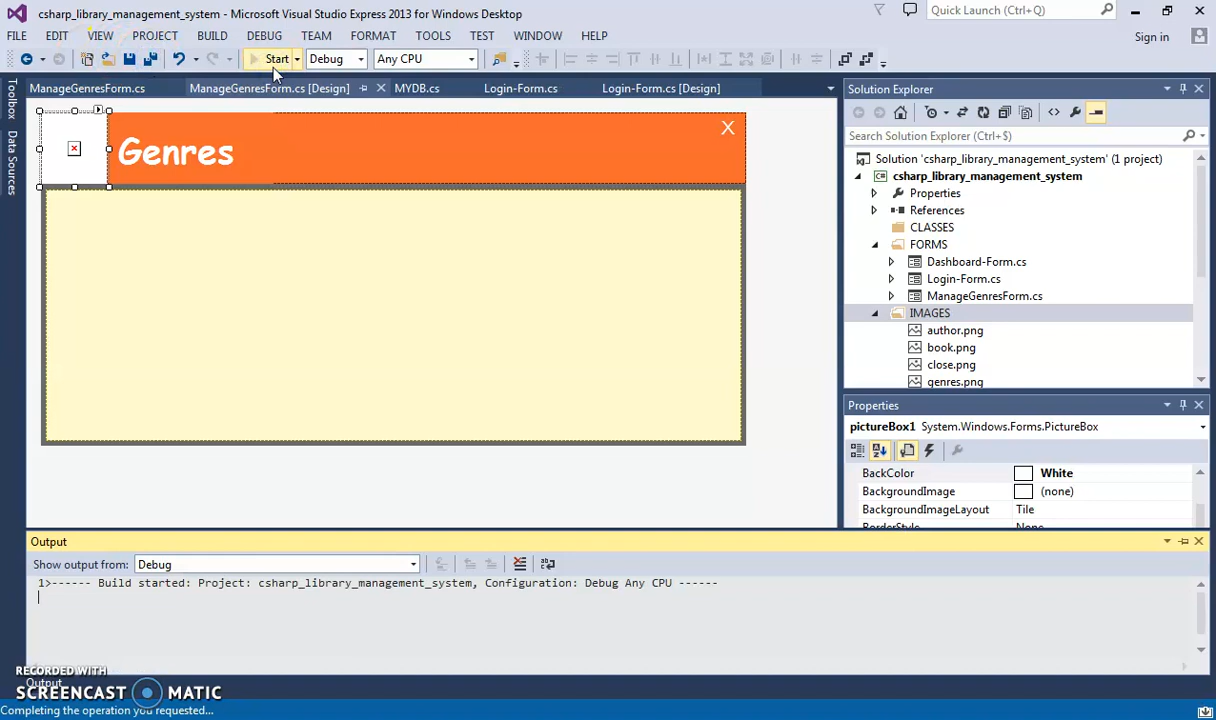 csharp_library_management_system - Microsoft Visual Studio Express 2013 for Windows Desktop
Quick Launch (Ctrl+Q)
FILE EDIT VIEW PROJECT BUILD DEBUG TEAM FORMAT TOOLS TEST WINDOW HELP
Sign in
Start Debug Any CPU
ManageGenresForm.cs ManageGenresForm.cs [Design] MYDB.cs Login-Form.cs Login-Form.cs [Design]
Toolbox
Data Sources
Genres
X
Solution Explorer
Search Solution Explorer (Ctrl+$)
Solution 'csharp_library_management_system' (1 project)
csharp_library_management_system
Properties
References
CLASSES
FORMS
Dashboard-Form.cs
Login-Form.cs
ManageGenresForm.cs
IMAGES
author.png
book.png
close.png
genres.png
Properties
pictureBox1 System.Windows.Forms.PictureBox
BackColor White
BackgroundImage (none)
BackgroundImageLayout Tile
BorderStyle None
Output
Show output from: Debug
1>------ Build started: Project: csharp_library_management_system, Configuration: Debug Any CPU ------
RECORDED WITH
SCREENCAST MATIC
Output
Completing the operation you requested...